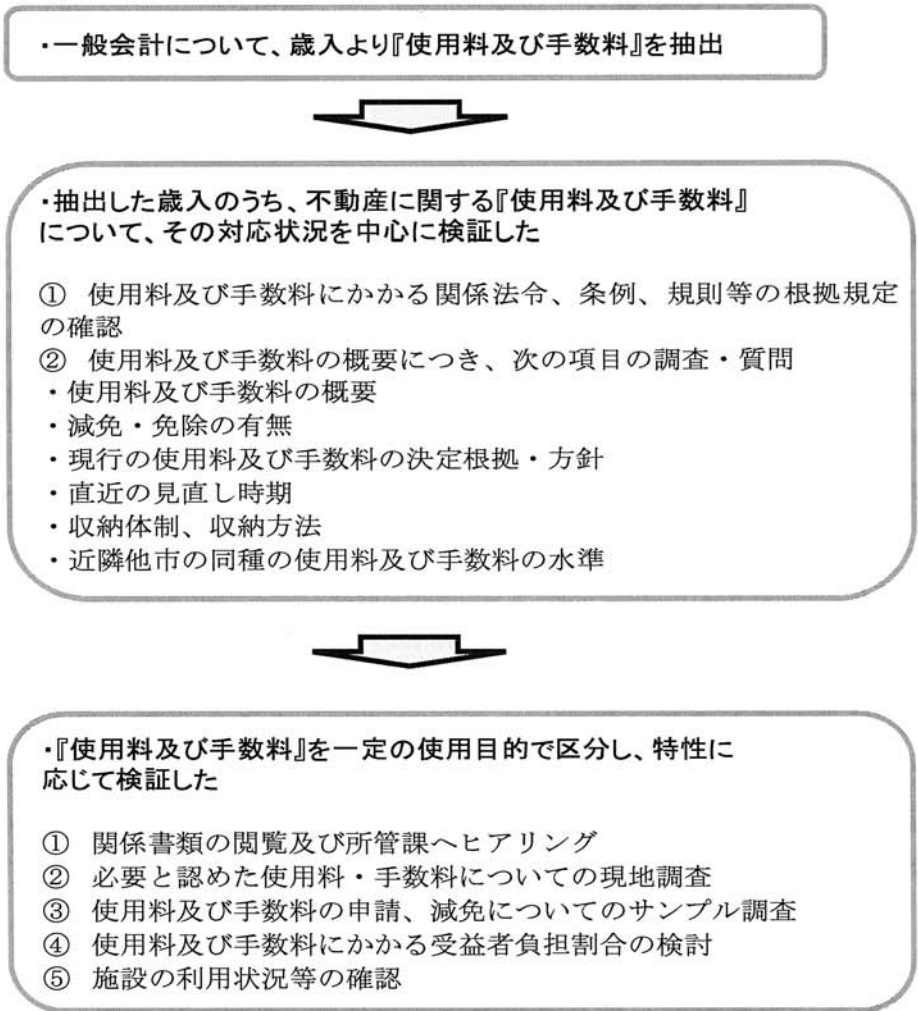 ・一般会計について、歳入より『使用料及び手数料』を抽出
・抽出した歳入のうち、不動産に関する『使用料及び手数料』
について、その対応状況を中心に検証した
① 使用料及び手数料にかかる関係法令、条例、規則等の根拠規定
の確認
② 使用料及び手数料の概要につき、次の項目の調査・質問
・使用料及び手数料の概要
・減免・免除の有無
・現行の使用料及び手数料の決定根拠・方針
・直近の見直し時期
・収納体制、収納方法
・近隣他市の同種の使用料及び手数料の水準
・『使用料及び手数料』を一定の使用目的で区分し、特性に
応じて検証した
① 関係書類の閲覧及び所管課へヒアリング
② 必要と認めた使用料・手数料についての現地調査
③ 使用料及び手数料の申請、減免についてのサンプル調査
④ 使用料及び手数料にかかる受益者負担割合の検討
⑤ 施設の利用状況等の確認